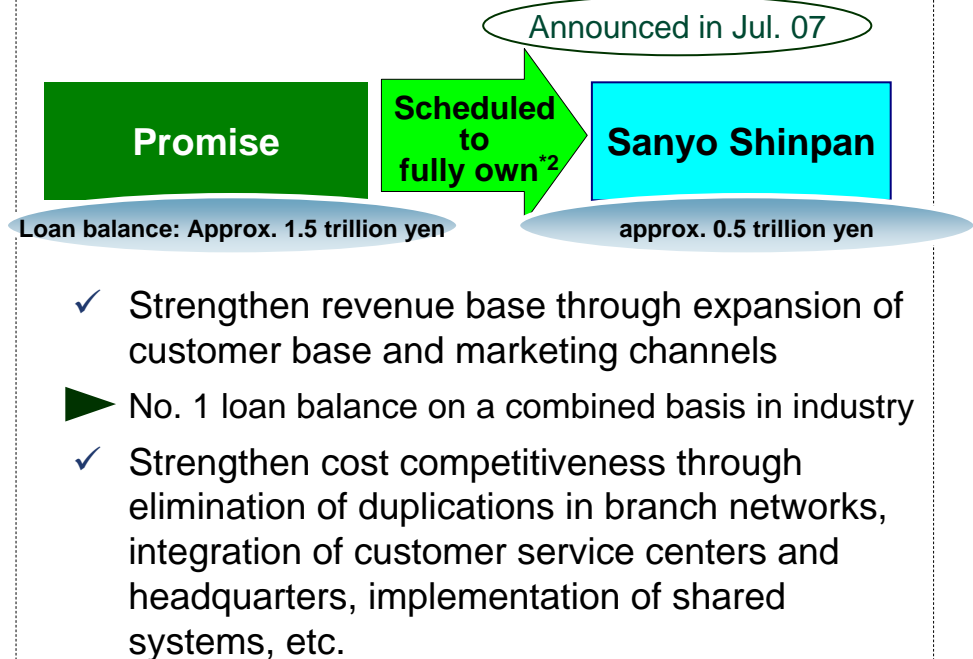 Announced in Jul. 07
Promise
Scheduled
to
fully own*2
Sanyo Shinpan
Loan balance: Approx. 1.5 trillion yen
approx. 0.5 trillion yen
✓ Strengthen revenue base through expansion of
customer base and marketing channels
No. 1 loan balance on a combined basis in industry
✓ Strengthen cost competitiveness through
elimination of duplications in branch networks,
integration of customer service centers and
headquarters, implementation of shared
systems, etc.